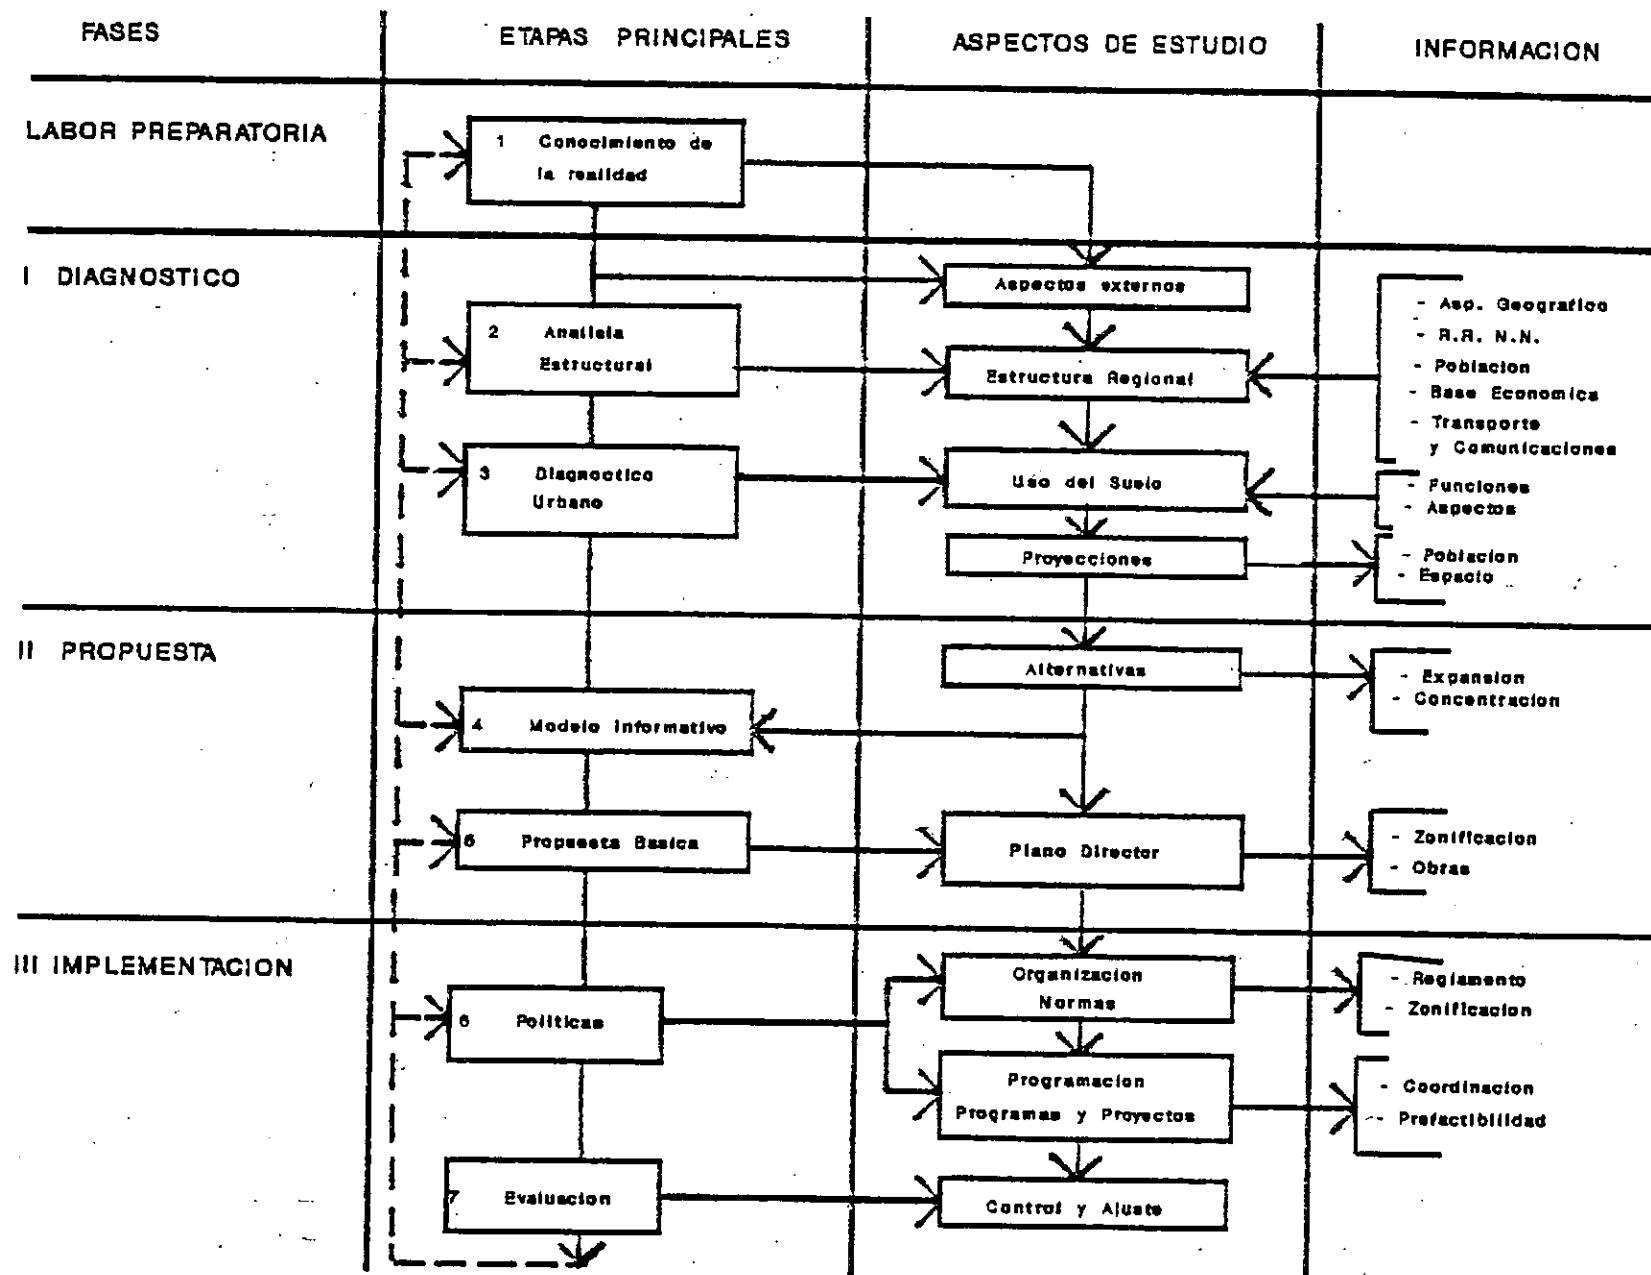 FASES
ETAPAS PRINCIPALES
ASPECTOS DE ESTUDIO
INFORMACION
LABOR PREPARATORIA
1 Conocimiento de
la realidad
I DIAGNOSTICO
Aspectos externos
2 Analisis
Estructural
Estructura Regional
- Asp. Geografico
- R.R. N.N.
- Poblacion
- Base Economica
- Transporte
y Comunicaciones
3 Diagnoctico
Urbano
Uso del Suelo
- Funciones
- Aspectos
Proyecciones
- Poblacion
- Espacio
II PROPUESTA
Alternativas
- Expansion
- Concentracion
4 Modelo Informativo
5 Propuesta Basica
Plano Director
- Zonificacion
- Obras
III IMPLEMENTACION
6 Politicas
Organizacion
Normas
- Reglamento
- Zonificacion
Programacion
Programas y Proyectos
- Coordinacion
- Prefactibilidad
7 Evaluacion
Control y Ajuste